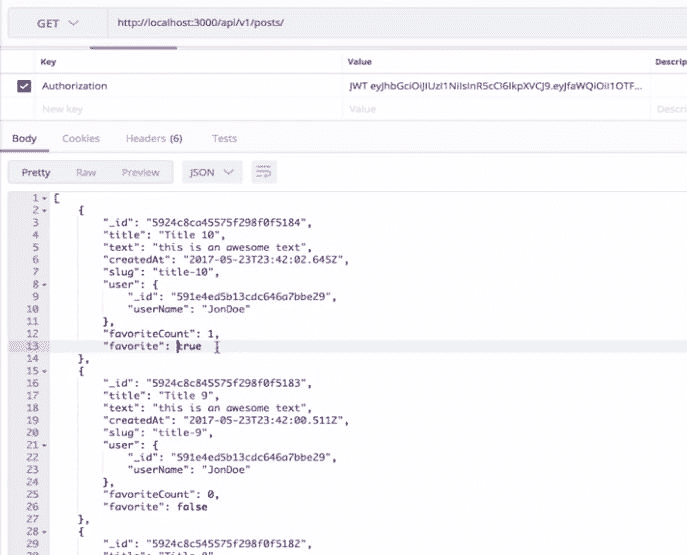 GET http://localhost:3000/api/v1/posts/
Key Value Descrip
Authorization JWT eyJhbGciOiJIUzI1NiIsInR5cCI6IkpXVCJ9.eyJfaWQiOiI1OTF...
New key Value Descri
Body Cookies Headers (6) Tests
Pretty Raw Preview JSON
1 [
2 {
3 "_id": "5924c8ca45575f298f0f5184",
4 "title": "Title 10",
5 "text": "this is an awesome text",
6 "createdAt": "2017-05-23T23:42:02.645Z",
7 "slug": "title-10",
8 "user": {
9 "_id": "591e4ed5b13cdc646a7bbe29",
10 "userName": "JonDoe"
11 },
12 "favoriteCount": 1,
13 "favorite": true
14 },
15 {
16 "_id": "5924c8c845575f298f0f5183",
17 "title": "Title 9",
18 "text": "this is an awesome text",
19 "createdAt": "2017-05-23T23:42:00.511Z",
20 "slug": "title-9",
21 "user": {
22 "_id": "591e4ed5b13cdc646a7bbe29",
23 "userName": "JonDoe"
24 },
25 "favoriteCount": 0,
26 "favorite": false
27 },
28 {
29 "_id": "5924c8c545575f298f0f5182",